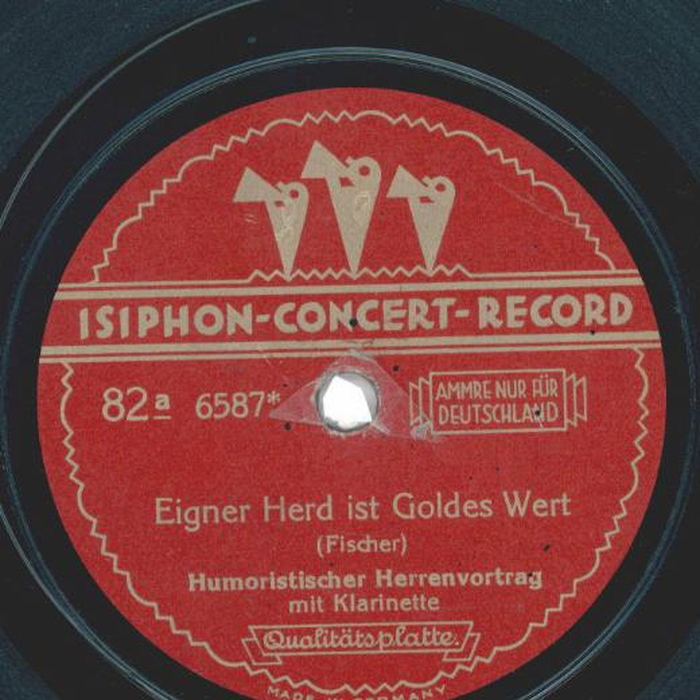 ISIPHON-CONCERT-RECORD
82a 6587*
AMMRE NUR FÜR
DEUTSCHLAND
Eigner Herd ist Goldes Wert
(Fischer)
Humoristischer Herrenvortrag
mit Klarinette
Qualitätsplatte.
MADE IN GERMANY